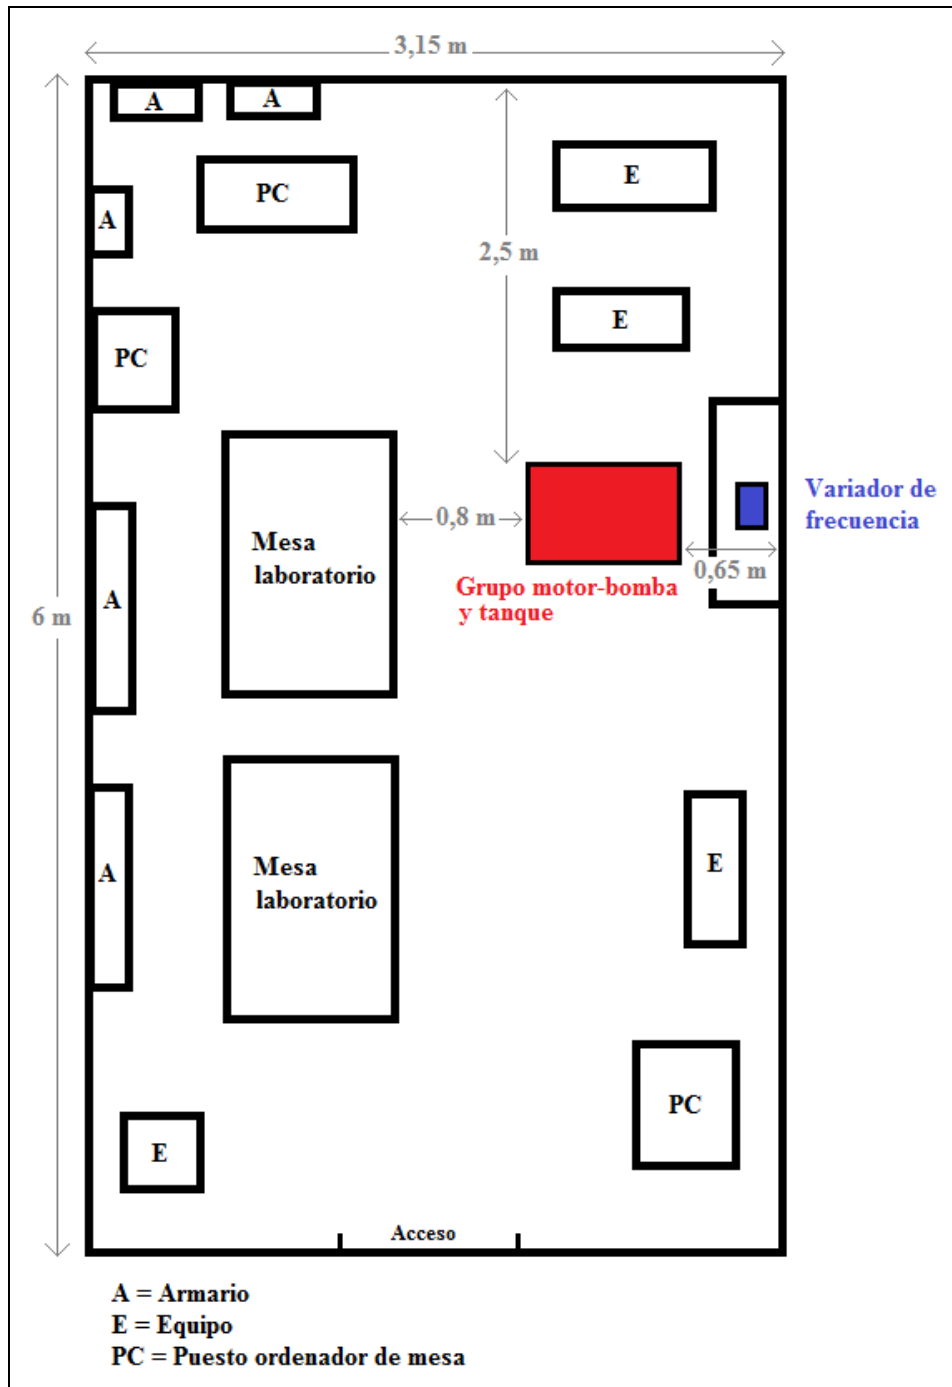 3,15 m
A
A
E
PC
A
2,5 m
E
PC
Variador de
frecuencia
0,8 m
Mesa
laboratorio
0,65 m
Grupo motor-bomba
y tanque
A
6 m
E
Mesa
laboratorio
A
PC
E
Acceso
A = Armario
E = Equipo
PC = Puesto ordenador de mesa